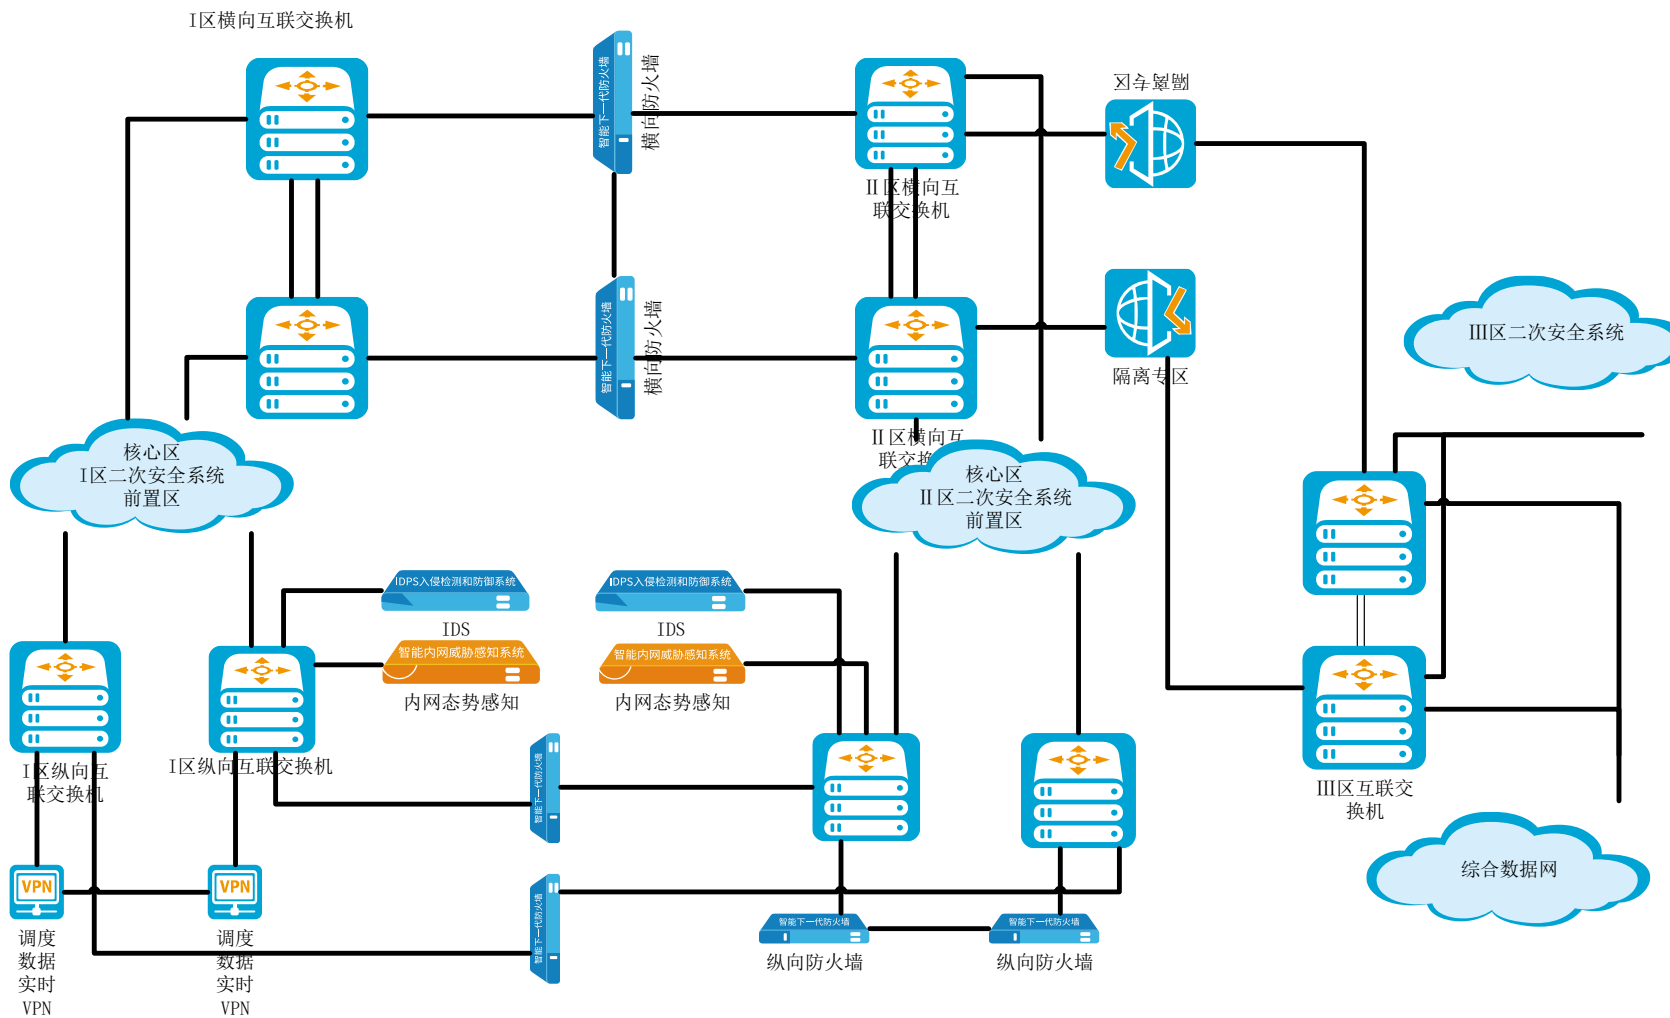 I区横向互联交换机
智能下一代防火墙
横向防火墙
II区横向互
联交换机
隔离专区
智能下一代防火墙
横向防火墙
II区横向互
联交换机
隔离专区
III区二次安全系统
核心区
I区二次安全系统
前置区
核心区
II区二次安全系统
前置区
IDPS入侵检测和防御系统
IDS
智能内网威胁感知系统
内网态势感知
IDPS入侵检测和防御系统
IDS
智能内网威胁感知系统
内网态势感知
I区纵向互
联交换机
I区纵向互联交换机
智能下一代防火墙
III区互联交
换机
综合数据网
VPN
调度
数据
实时
VPN
VPN
调度
数据
实时
VPN
智能下一代防火墙
智能下一代防火墙
纵向防火墙
智能下一代防火墙
纵向防火墙